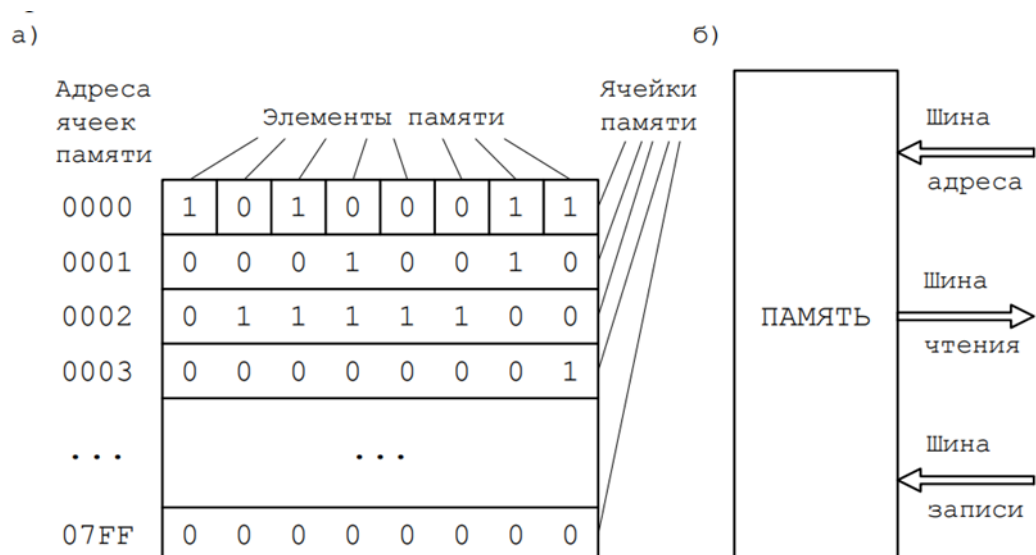 а)
б)
Адреса
ячеек
памяти
Элементы памяти
Ячейки
памяти
0000 1 0 1 0 0 0 1 1
0001 0 0 0 1 0 0 1 0
0002 0 1 1 1 1 1 0 0
0003 0 0 0 0 0 0 0 1
... ...
07FF 0 0 0 0 0 0 0 0
ПАМЯТЬ
Шина
адреса
Шина
чтения
Шина
записи